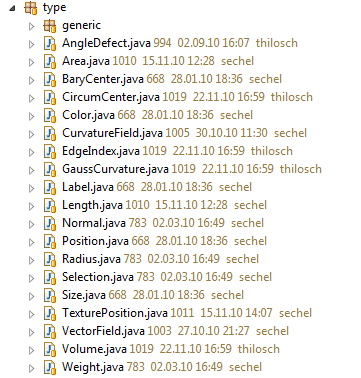 type
generic
AngleDefect.java 994 02.09.10 16:07 thilosch
Area.java 1010 15.11.10 12:28 sechel
BaryCenter.java 668 28.01.10 18:36 sechel
CircumCenter.java 1019 22.11.10 16:59 thilosch
Color.java 668 28.01.10 18:36 sechel
CurvatureField.java 1005 30.10.10 11:30 sechel
EdgeIndex.java 1019 22.11.10 16:59 thilosch
GaussCurvature.java 1019 22.11.10 16:59 thilosch
Label.java 668 28.01.10 18:36 sechel
Length.java 1010 15.11.10 12:28 sechel
Normal.java 783 02.03.10 16:49 sechel
Position.java 668 28.01.10 18:36 sechel
Radius.java 783 02.03.10 16:49 sechel
Selection.java 783 02.03.10 16:49 sechel
Size.java 668 28.01.10 18:36 sechel
TexturePosition.java 1011 15.11.10 14:07 sechel
VectorField.java 1003 27.10.10 21:27 sechel
Volume.java 1019 22.11.10 16:59 thilosch
Weight.java 783 02.03.10 16:49 sechel